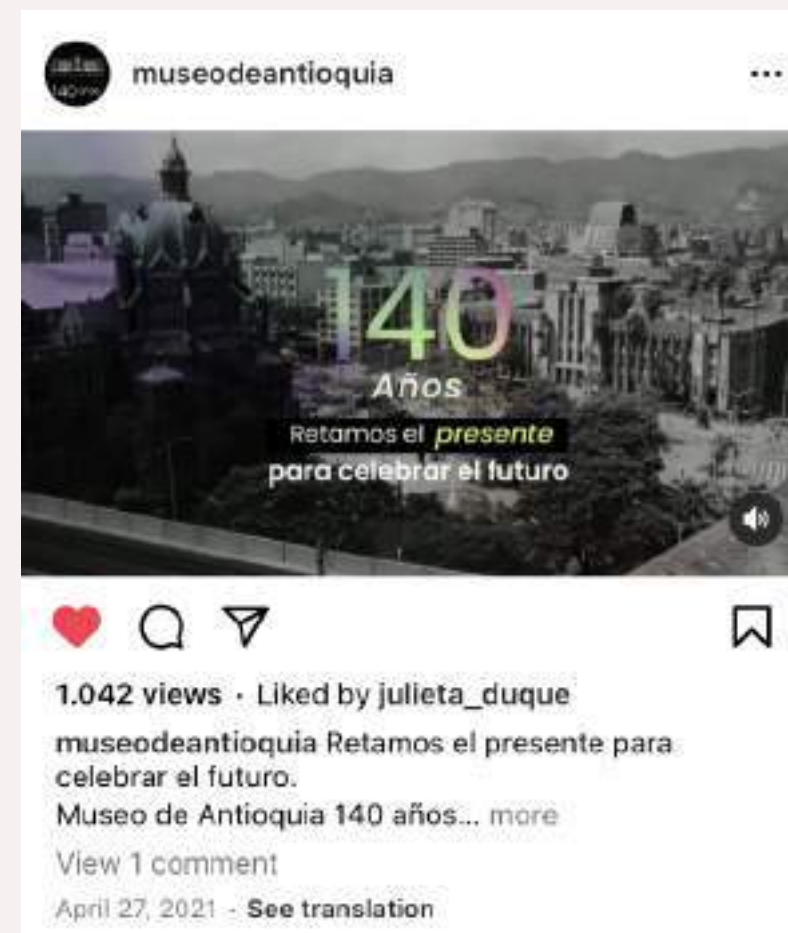 museodeantioquia
140
Años
Retamos el presente
para celebrar el futuro
1.042 views · Liked by julieta_duque
museodeantioquia Retamos el presente para
celebrar el futuro.
Museo de Antioquia 140 años... more
View 1 comment
April 27, 2021 · See translation